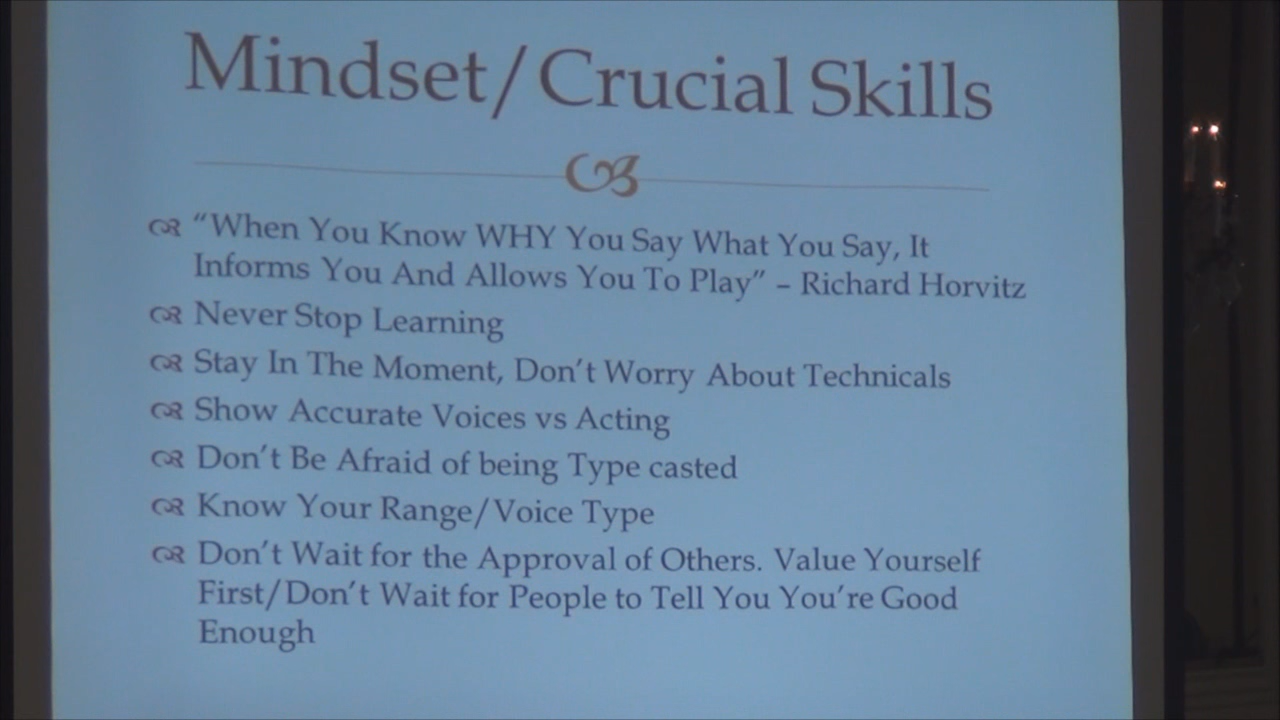 Mindset/Crucial Skills
“When You Know WHY You Say What You Say, It
Informs You And Allows You To Play” – Richard Horvitz
Never Stop Learning
Stay In The Moment, Don’t Worry About Technicals
Show Accurate Voices vs Acting
Don’t Be Afraid of being Type casted
Know Your Range/Voice Type
Don’t Wait for the Approval of Others. Value Yourself
First/Don’t Wait for People to Tell You You’re Good
Enough